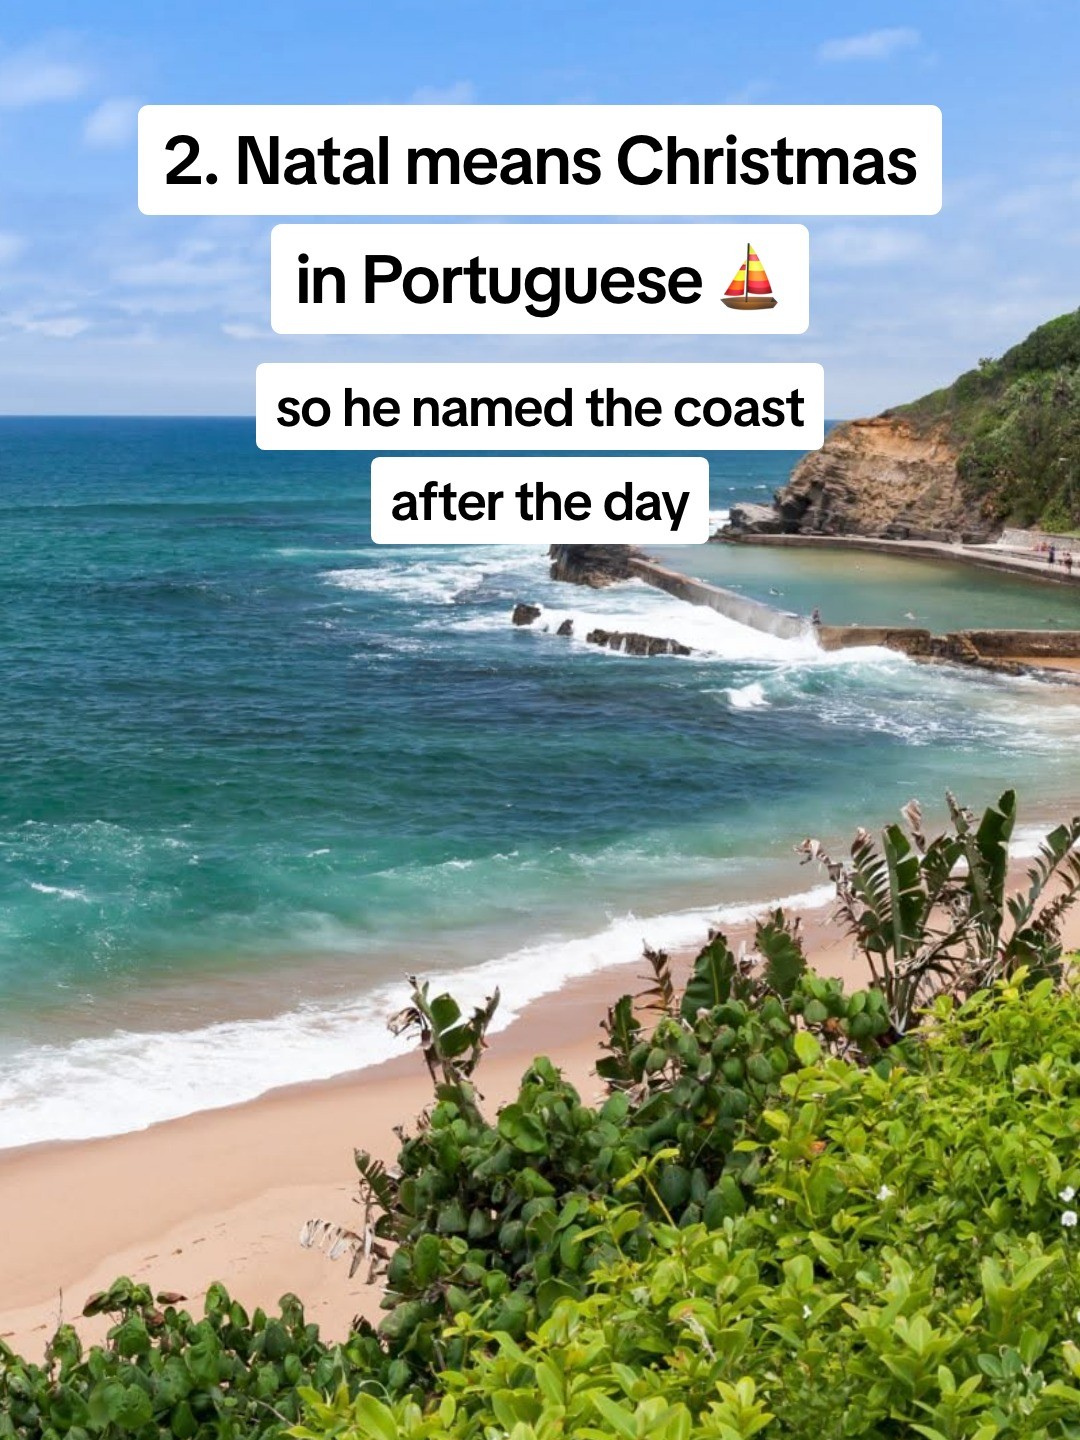 2. Natal means Christmas
in Portuguese ⛵
so he named the coast
after the day